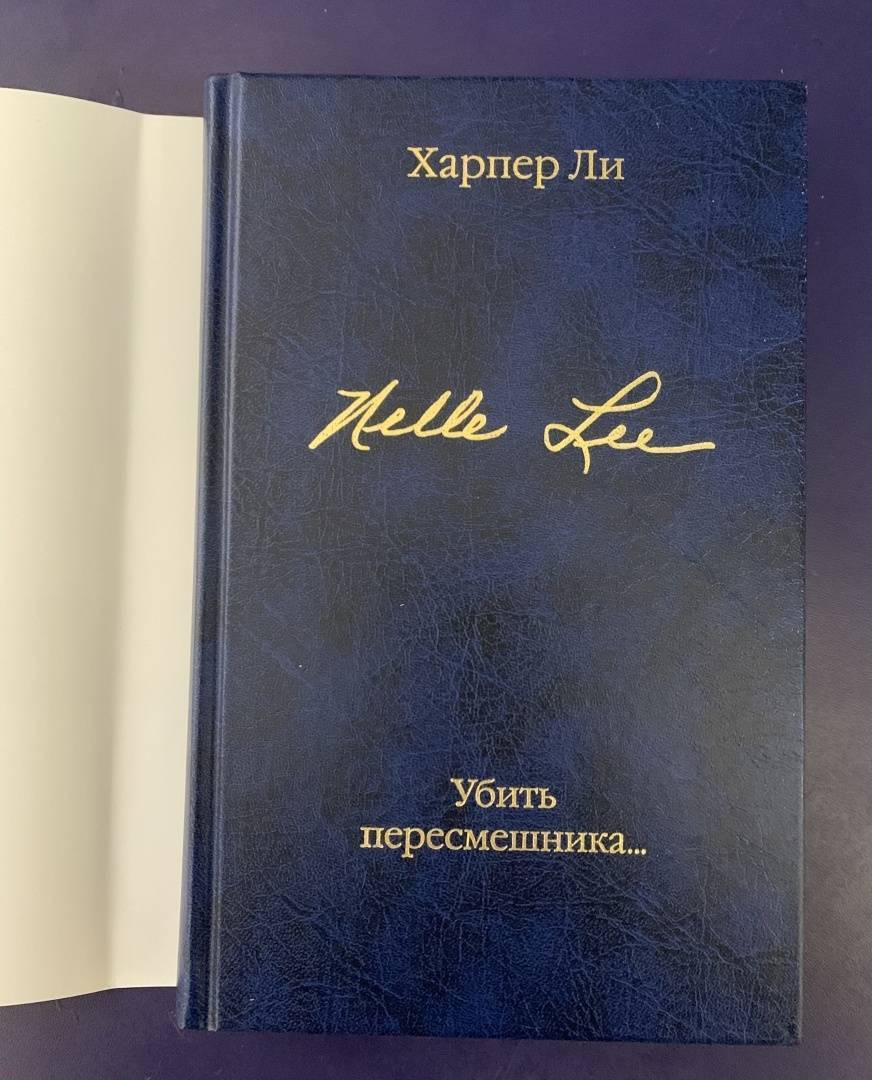 Харпер Ли
Nelle Lee
Убить
пересмешника...